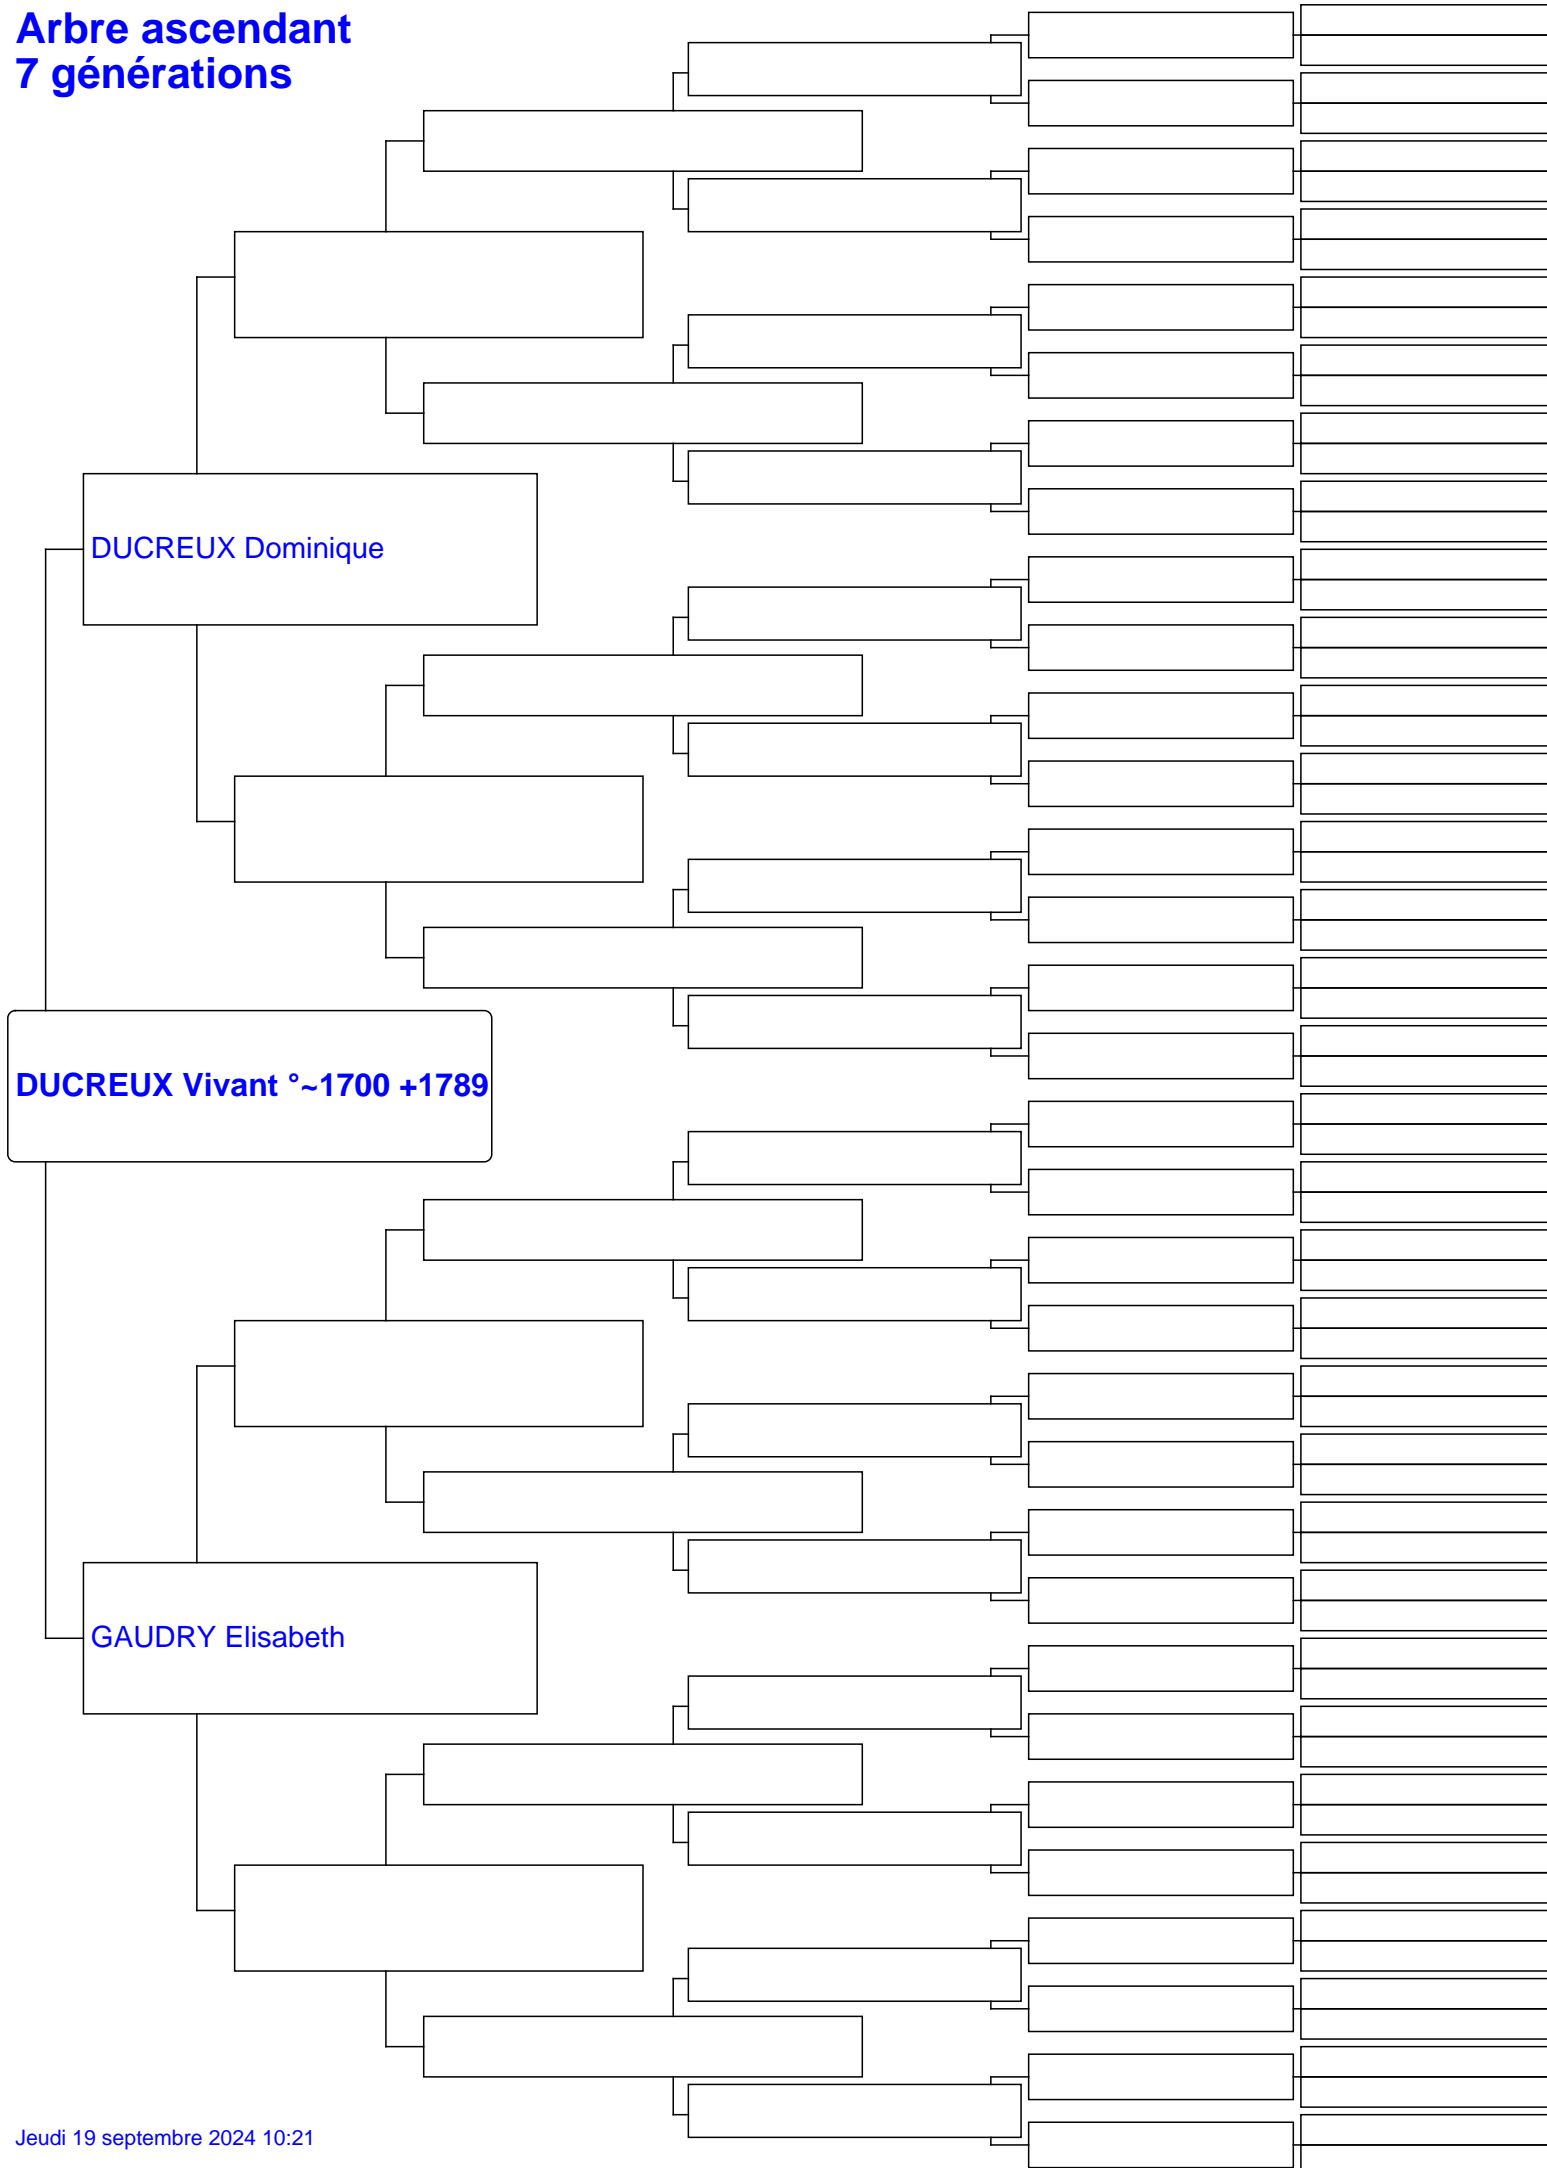 Arbre ascendant
7 générations
DUCREUX Dominique
DUCREUX Vivant °~1700 +1789
GAUDRY Elisabeth
Jeudi 19 septembre 2024 10:21